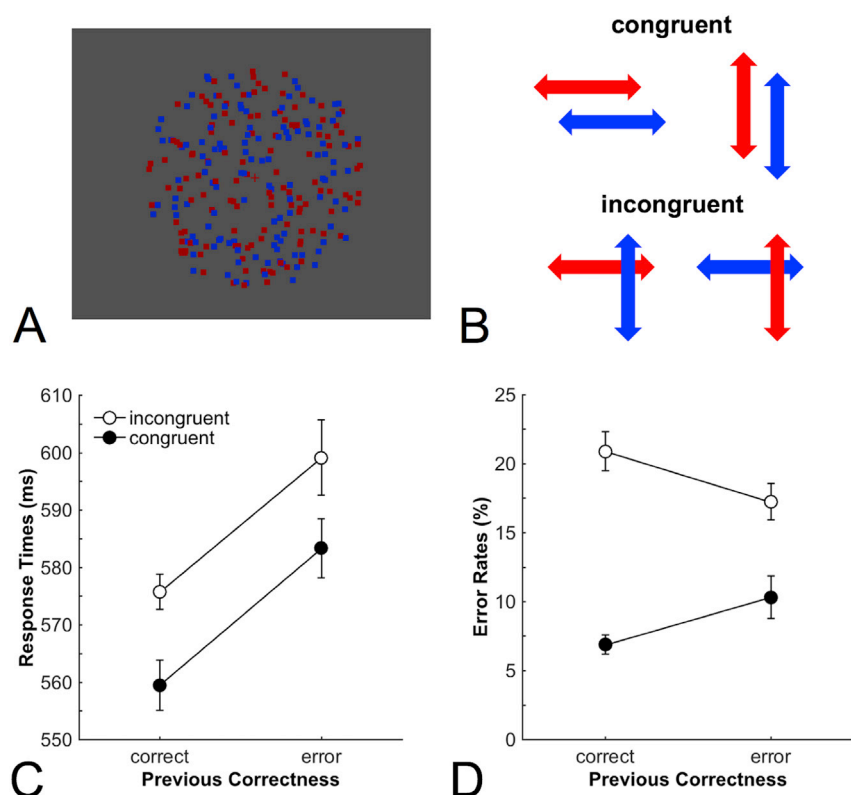 A
congruent
incongruent
B
610
600
590
580
570
560
550
Response Times (ms)
incongruent
congruent
correct
error
Previous Correctness
C
25
20
15
10
5
0
Error Rates (%)
correct
error
Previous Correctness
D